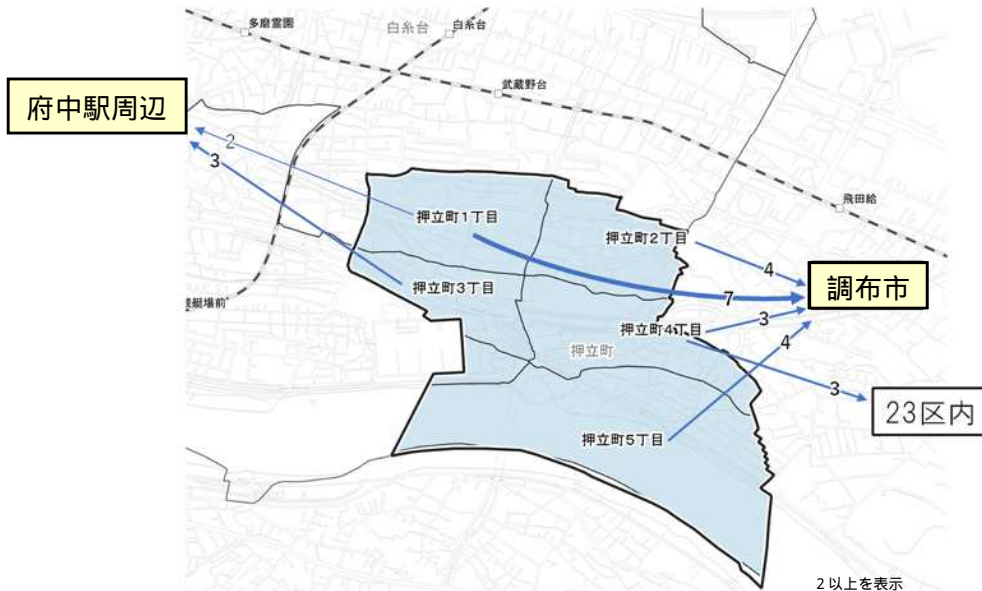 多磨霊園
白糸台
白糸台
武蔵野台
府中駅周辺
2
3
飛田給
押立町1丁目
押立町2丁目
4
調布市
押立町3丁目
7
艇場前
押立町4丁目
3
押立町
4
3
23区内
押立町5丁目
2以上を表示